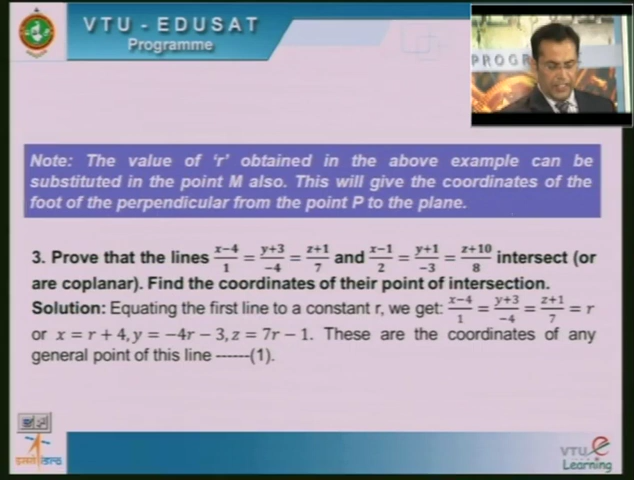 VTU - EDUSAT
Programme
PROGR
Note: The value of ‘r’ obtained in the above example can be
substituted in the point M also. This will give the coordinates of the
foot of the perpendicular from the point P to the plane.
3. Prove that the lines (x−4)/1 = (y+3)/−4 = (z+1)/7 and (x−1)/2 = (y+1)/−3 = (z+10)/8 intersect (or
are coplanar). Find the coordinates of their point of intersection.
Solution: Equating the first line to a constant r, we get: (x−4)/1 = (y+3)/−4 = (z+1)/7 = r
or x = r + 4, y = −4r − 3, z = 7r − 1. These are the coordinates of any
general point of this line ------(1).
VTU e
Learning